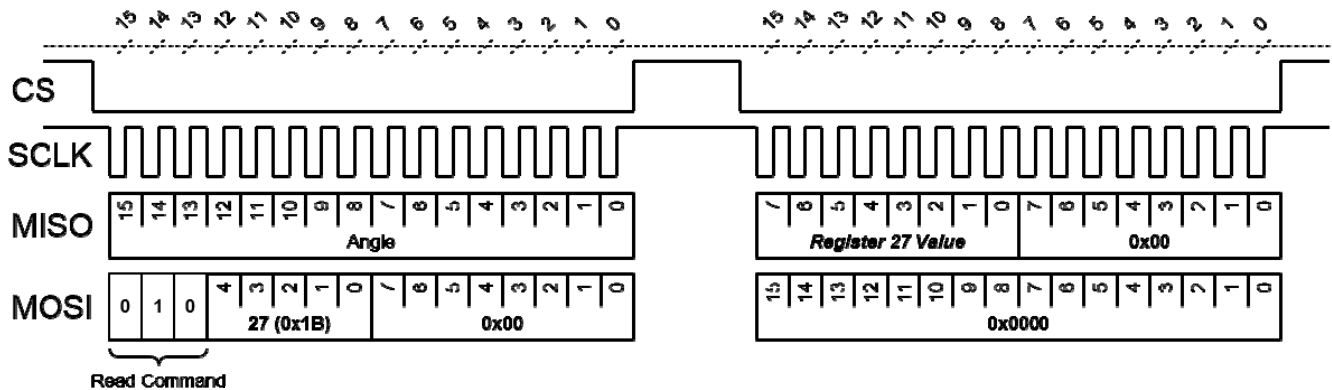 15 14 13 12 11 10 9 8 7 6 5 4 3 2 1 0 15 14 13 12 11 10 9 8 7 6 5 4 3 2 1 0
CS
SCLK
MISO 15 14 13 12 11 10 9 8 7 6 5 4 3 2 1 0 7 6 5 4 3 2 1 0 7 6 5 4 3 2 1 0
Angle Register 27 Value 0x00
MOSI 0 1 0 4 3 2 1 0 7 6 5 4 3 2 1 0 15 14 13 12 11 10 9 8 7 6 5 4 3 2 1 0
27 (0x1B) 0x00 0x0000
Read Command